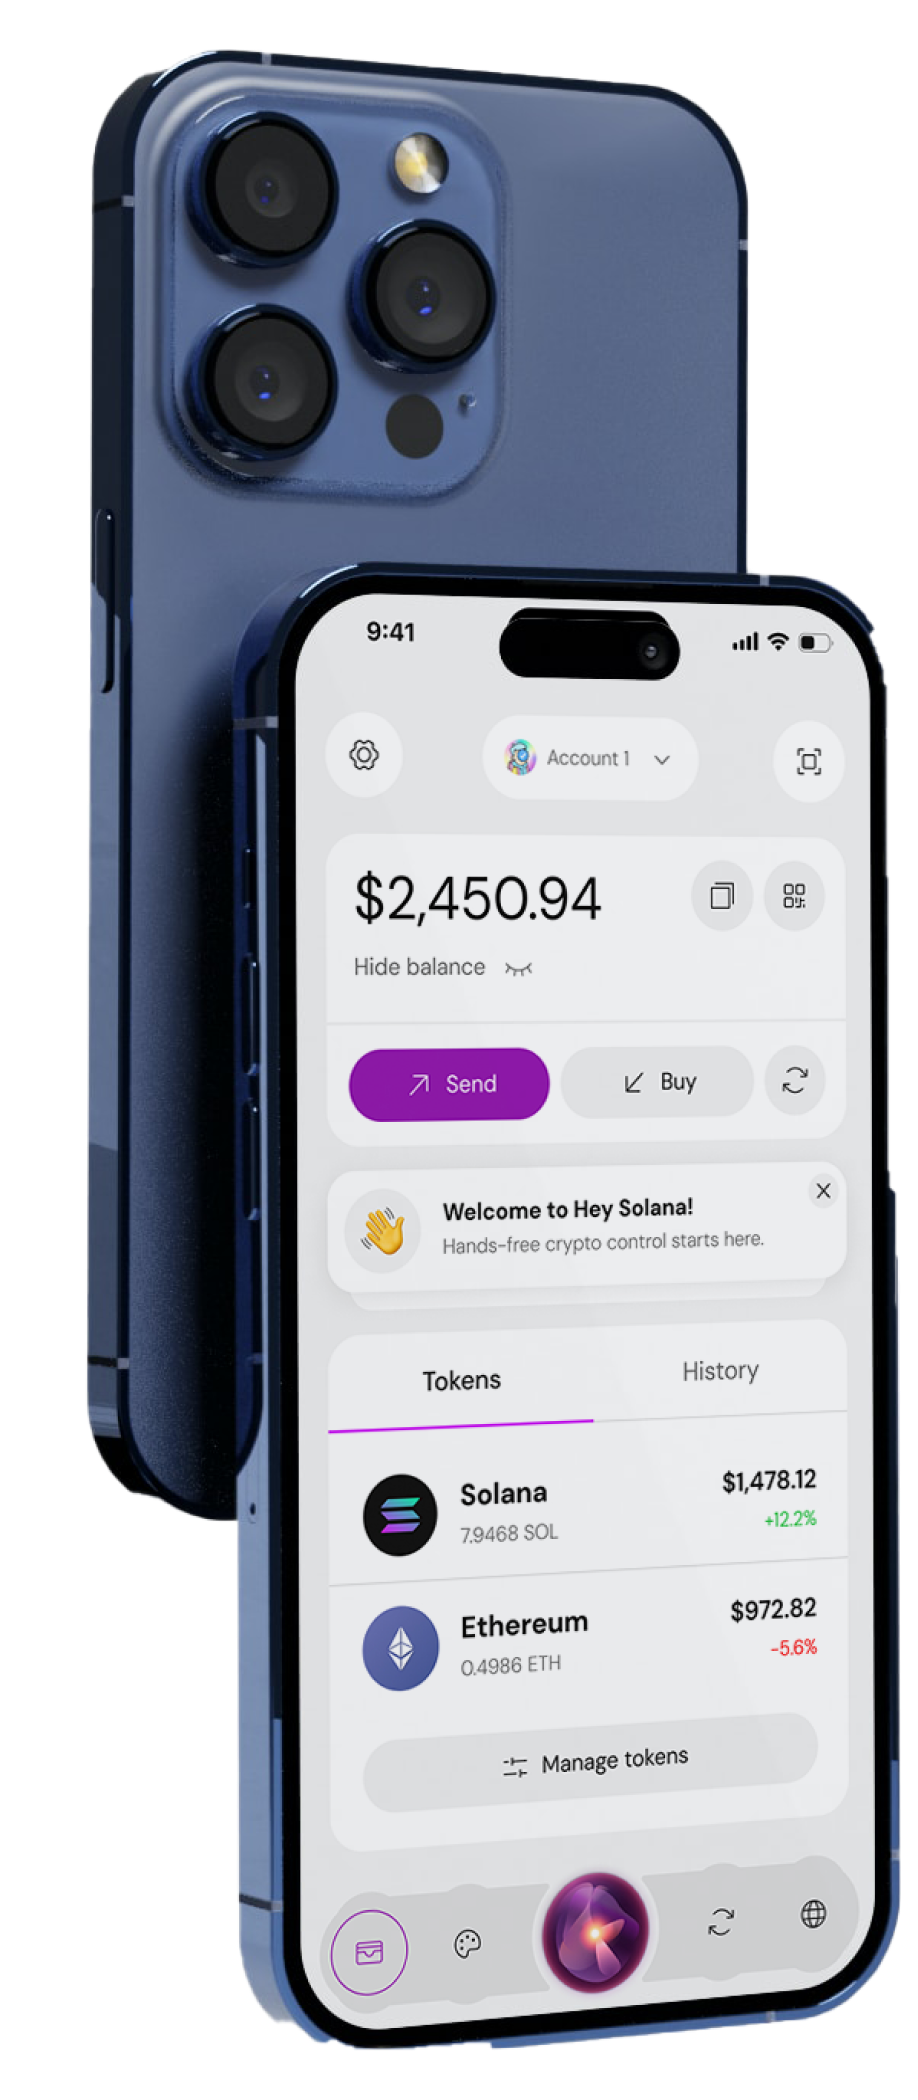 9:41
Account 1
$2,450.94
Hide balance
Send
Buy
Welcome to Hey Solana!
Hands-free crypto control starts here.
Tokens
History
Solana
$1,478.12
7.9468 SOL
+12.2%
Ethereum
$972.82
0.4986 ETH
-5.6%
Manage tokens